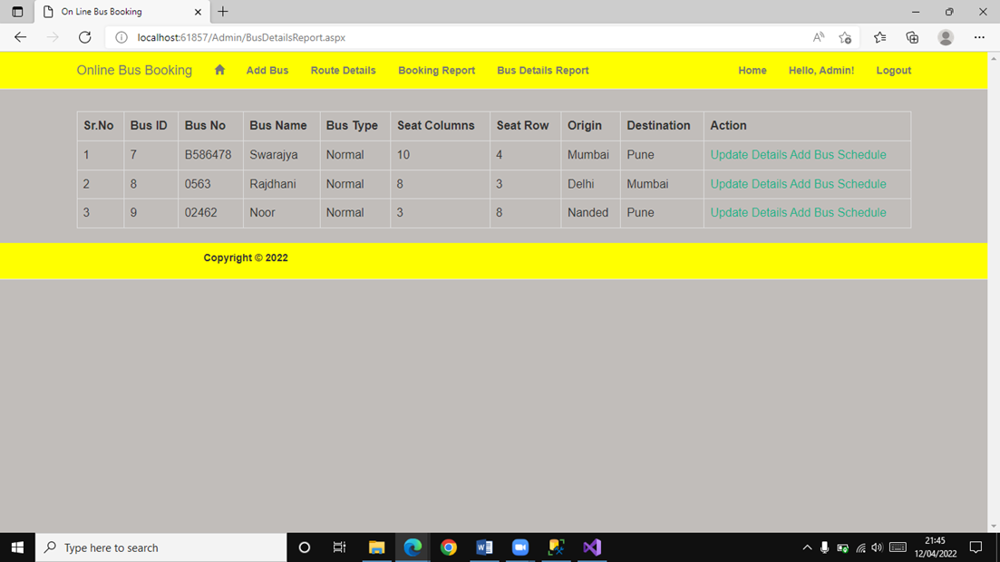 On Line Bus Booking
localhost:61857/Admin/BusDetailsReport.aspx
Online Bus Booking Add Bus Route Details Booking Report Bus Details Report Home Hello, Admin! Logout
Sr.No Bus ID Bus No Bus Name Bus Type Seat Columns Seat Row Origin Destination Action
1 7 B586478 Swarajya Normal 10 4 Mumbai Pune Update Details Add Bus Schedule
2 8 0563 Rajdhani Normal 8 3 Delhi Mumbai Update Details Add Bus Schedule
3 9 02462 Noor Normal 3 8 Nanded Pune Update Details Add Bus Schedule
Copyright © 2022
Type here to search
21:45
12/04/2022